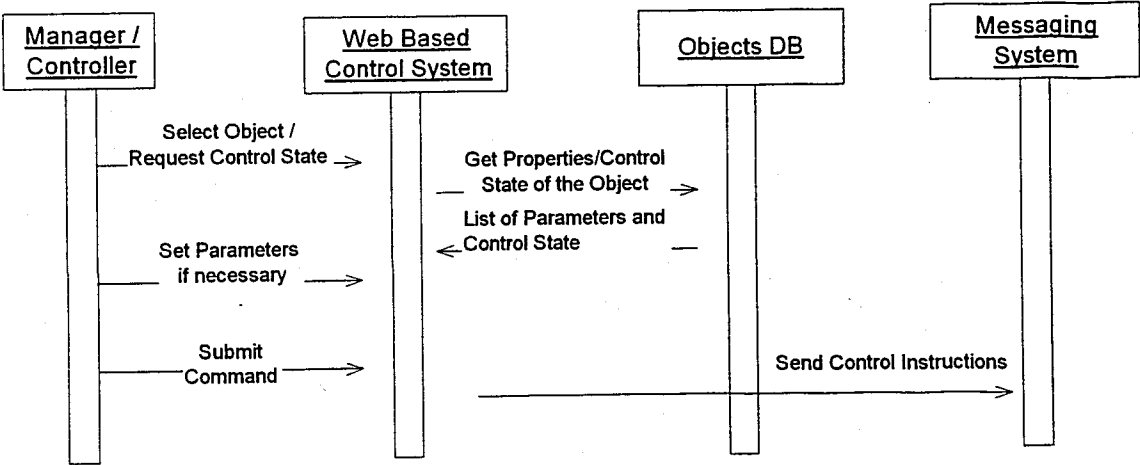 Manager /
Controller
Web Based
Control System
Objects DB
Messaging
System
Select Object /
Request Control State
Get Properties/Control
State of the Object
List of Parameters and
Control State
Set Parameters
if necessary
Submit
Command
Send Control Instructions